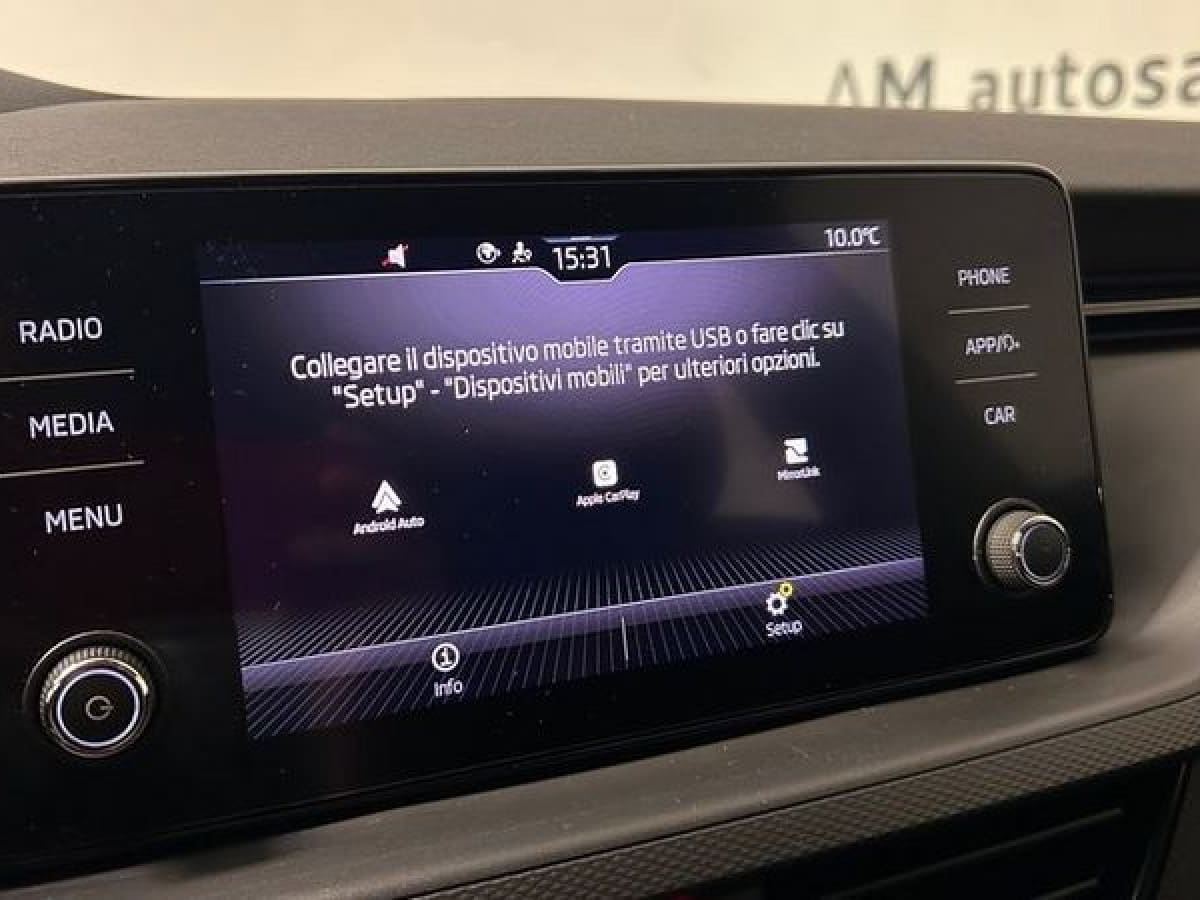 AM autosa
15:31
10.0°C
RADIO
MEDIA
MENU
Collegare il dispositivo mobile tramite USB o fare clic su
"Setup" - "Dispositivi mobili" per ulteriori opzioni.
Android Auto
Apple CarPlay
MirrorLink
Info
Setup
PHONE
APP/
CAR